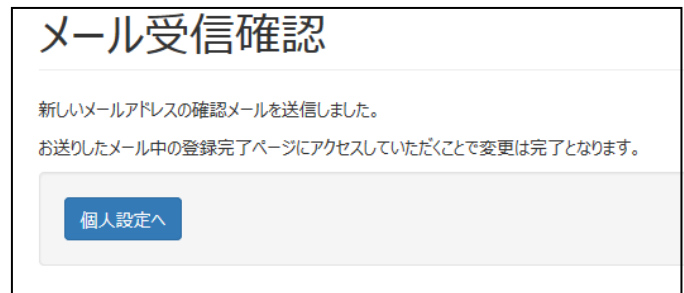 メール受信確認
新しいメールアドレスの確認メールを送信しました。
お送りしたメール中の登録完了ページにアクセスしていただくことで変更は完了となります。
個人設定へ